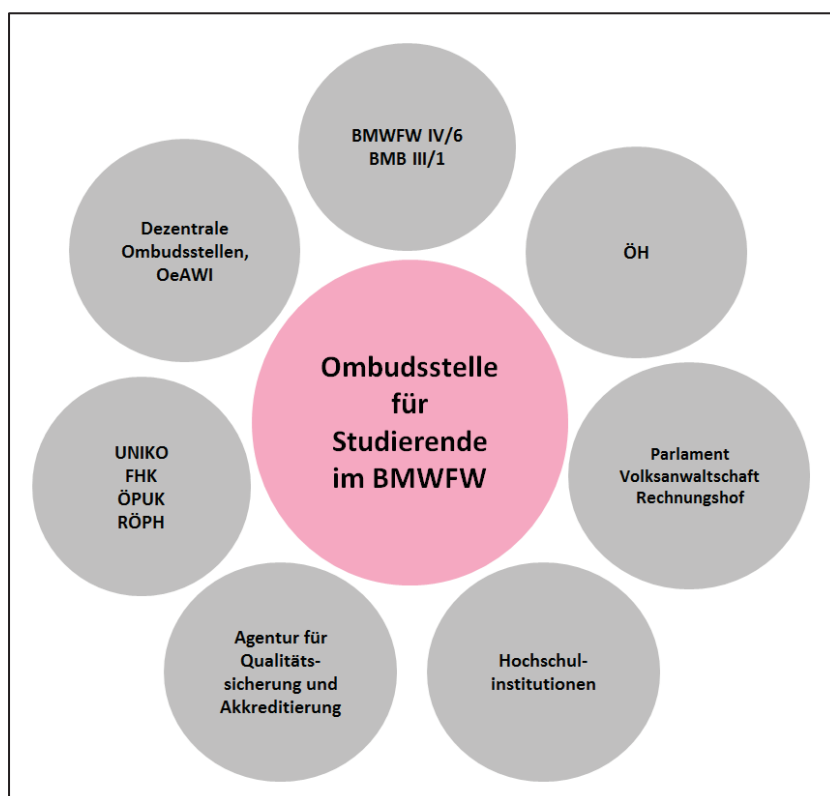 BMWFW IV/6
BMB III/1
Dezentrale
Ombudsstellen,
OeAWI
ÖH
Ombudsstelle
für
Studierende
im BMWFW
UNIKO
FHK
ÖPUK
RÖPH
Parlament
Volksanwaltschaft
Rechnungshof
Agentur für
Qualitäts-
sicherung und
Akkreditierung
Hochschul-
institutionen